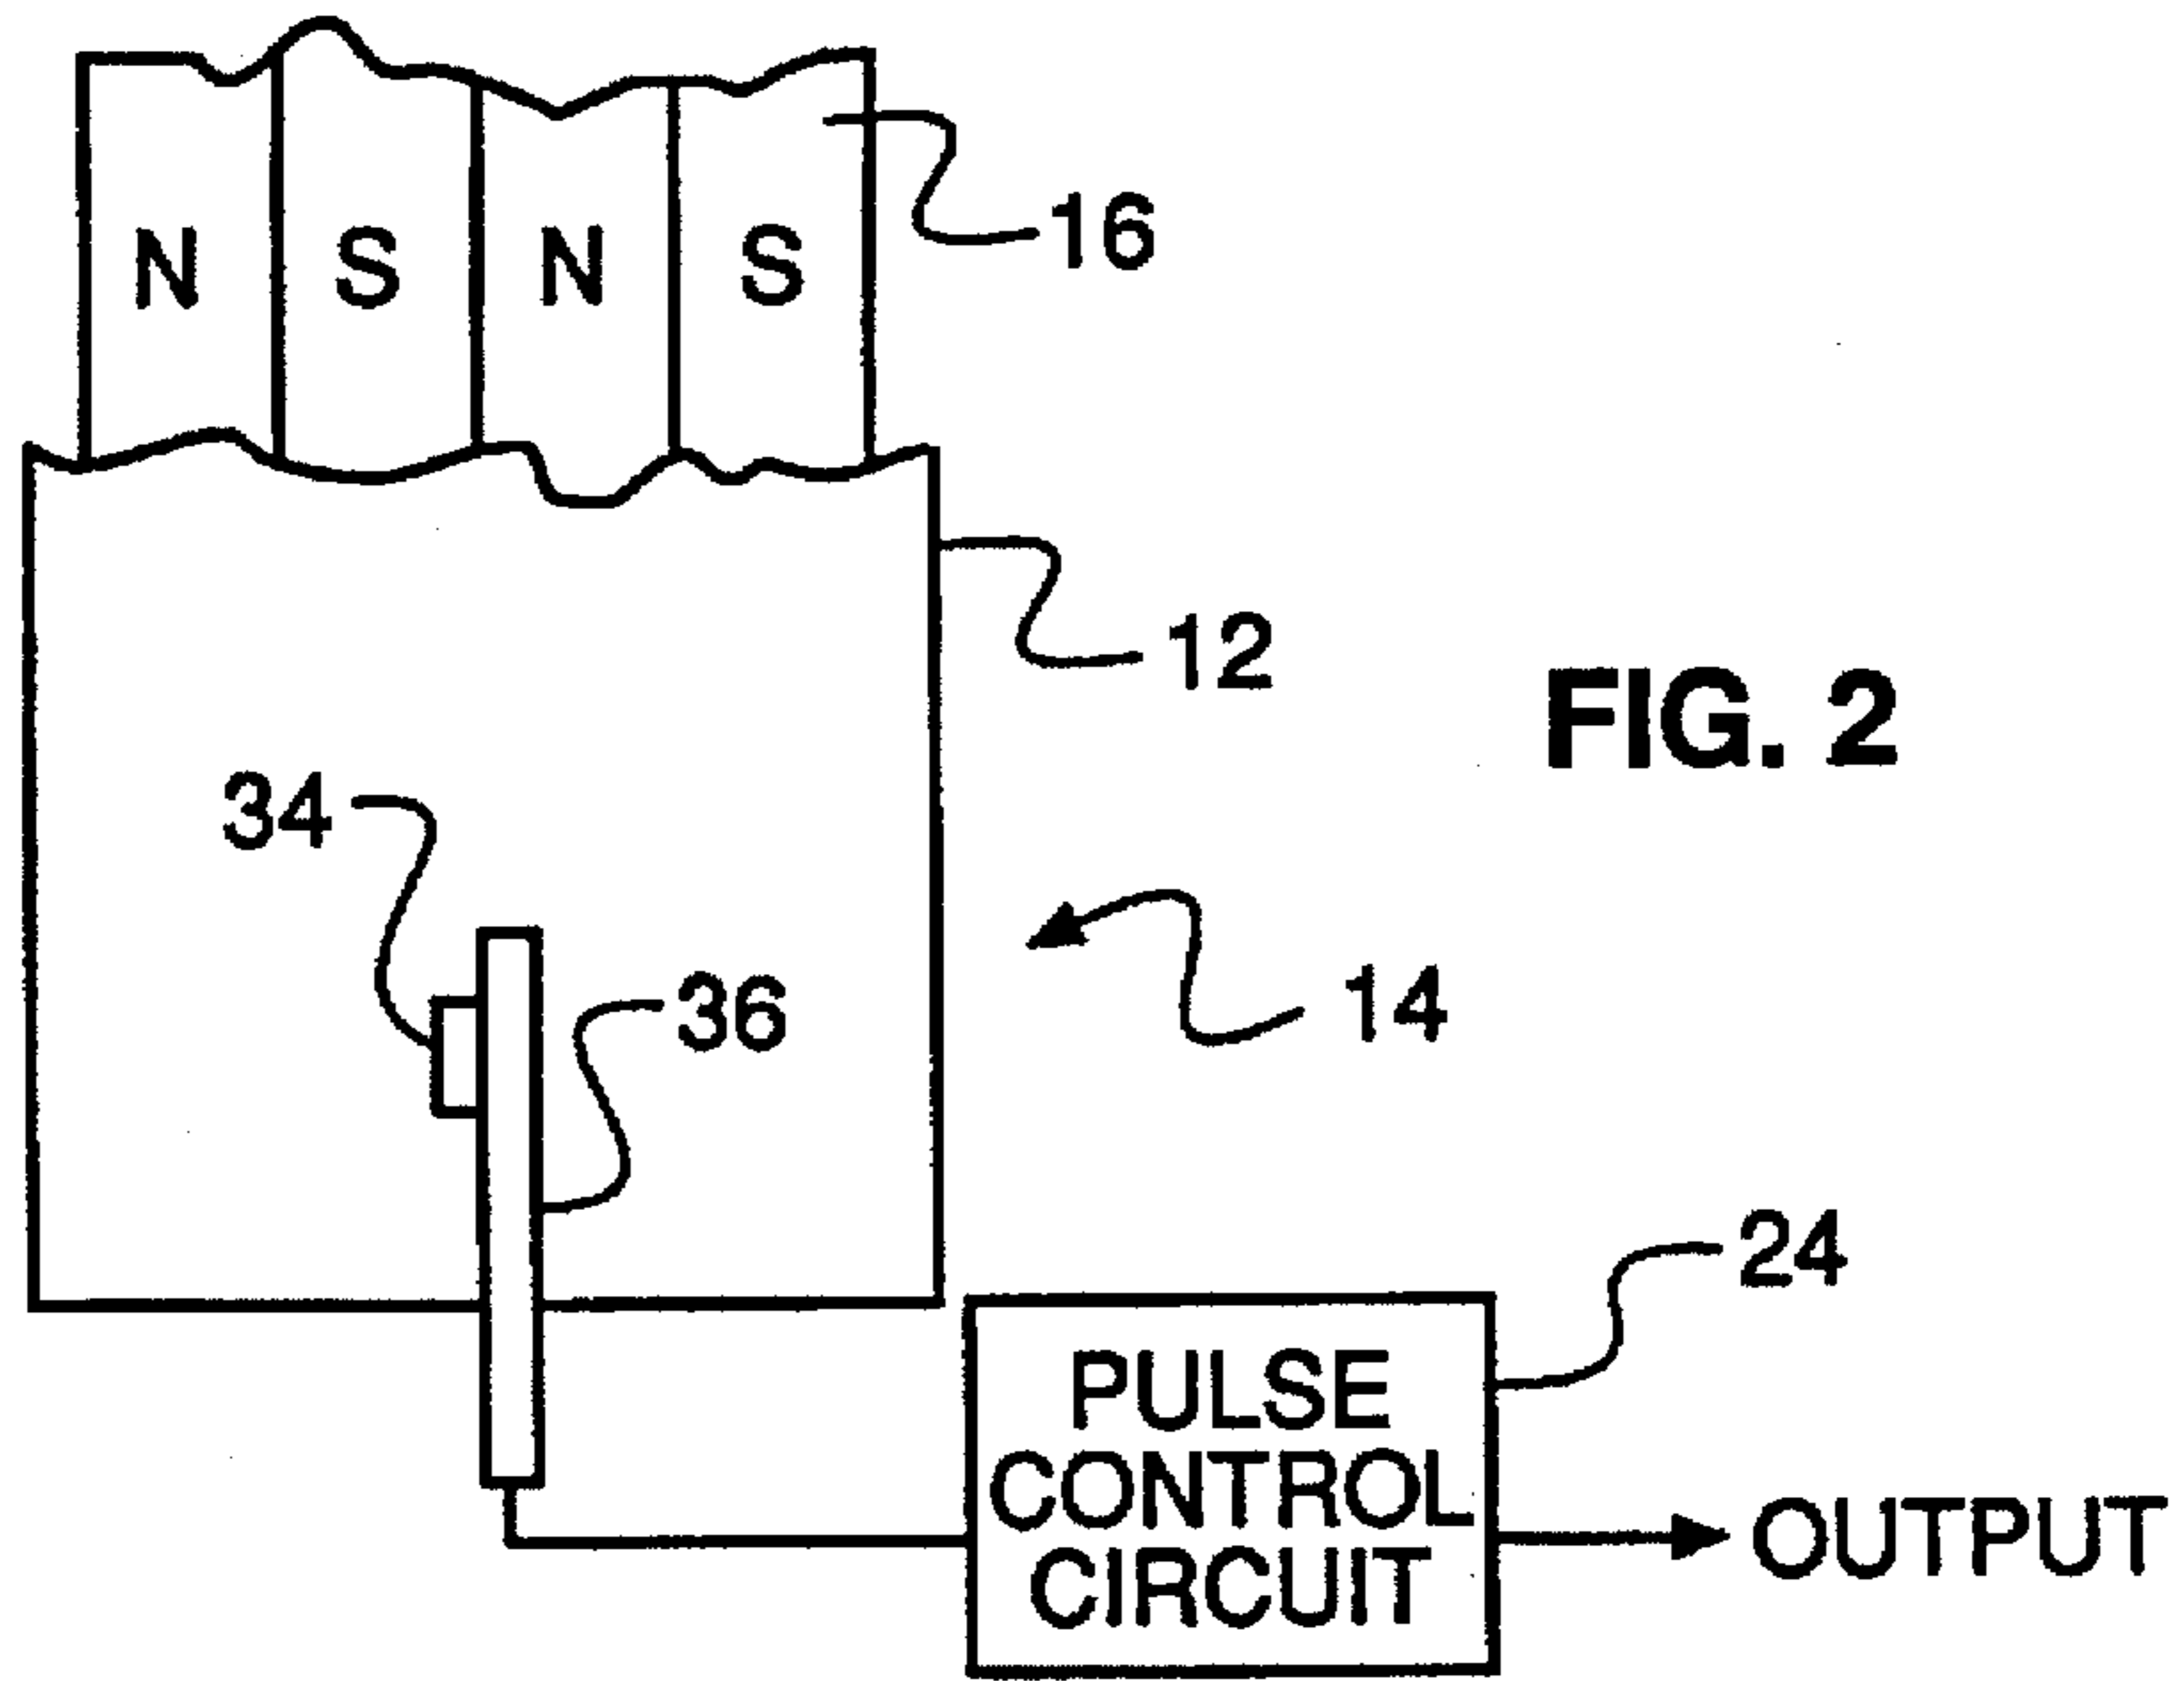 N S N S
16
12
FIG. 2
34
36
14
24
PULSE
CONTROL
CIRCUIT
OUTPUT